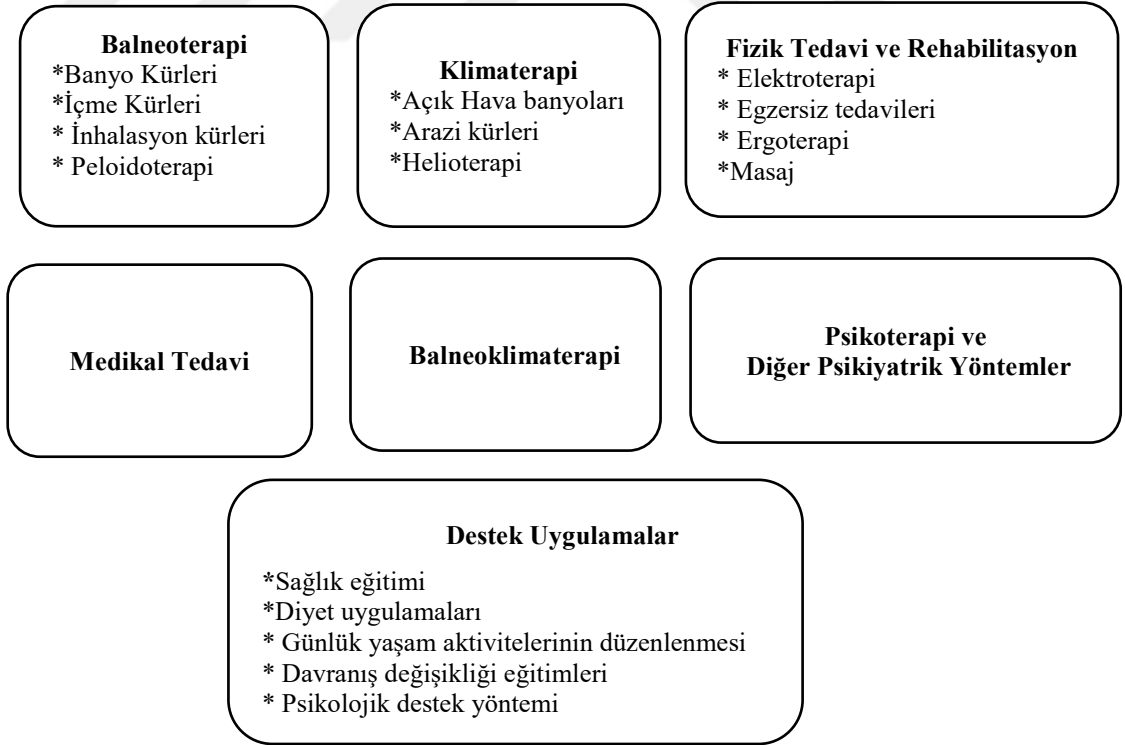 Balneoterapi
*Banyo Kürleri
*İçme Kürleri
* İnhalasyon kürleri
* Peloidoterapi
Klimaterapi
*Açık Hava banyoları
*Arazi kürleri
*Helioterapi
Fizik Tedavi ve Rehabilitasyon
* Elektroterapi
* Egzersiz tedavileri
* Ergoterapi
*Masaj
Medikal Tedavi
Balneoklimaterapi
Psikoterapi ve
Diğer Psikiyatrik Yöntemler
Destek Uygulamalar
*Sağlık eğitimi
*Diyet uygulamaları
* Günlük yaşam aktivitelerinin düzenlenmesi
* Davranış değişikliği eğitimleri
* Psikolojik destek yöntemi